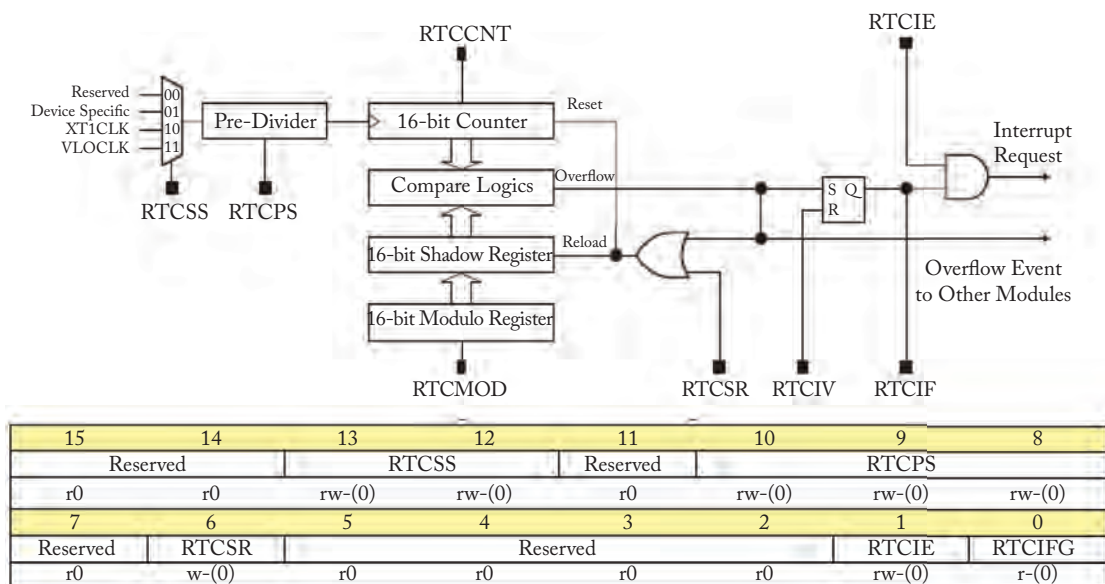 RTCCNT
RTCIE
Reserved
00
Device Specific
01
XT1CLK
10
VLOCLK
11
Pre-Divider
16-bit Counter
Reset
Compare Logics
Overflow
S Q
R
Interrupt
Request
RTCSS
RTCPS
16-bit Shadow Register
Reload
Overflow Event
to Other Modules
16-bit Modulo Register
RTCMOD
RTCSR
RTCIV
RTCIF
15 14 13 12 11 10 9 8
Reserved RTCSS Reserved RTCPS
r0 r0 rw-(0) rw-(0) r0 rw-(0) rw-(0) rw-(0)
7 6 5 4 3 2 1 0
Reserved RTCSR Reserved RTCIE RTCIFG
r0 w-(0) r0 r0 r0 r0 rw-(0) r-(0)